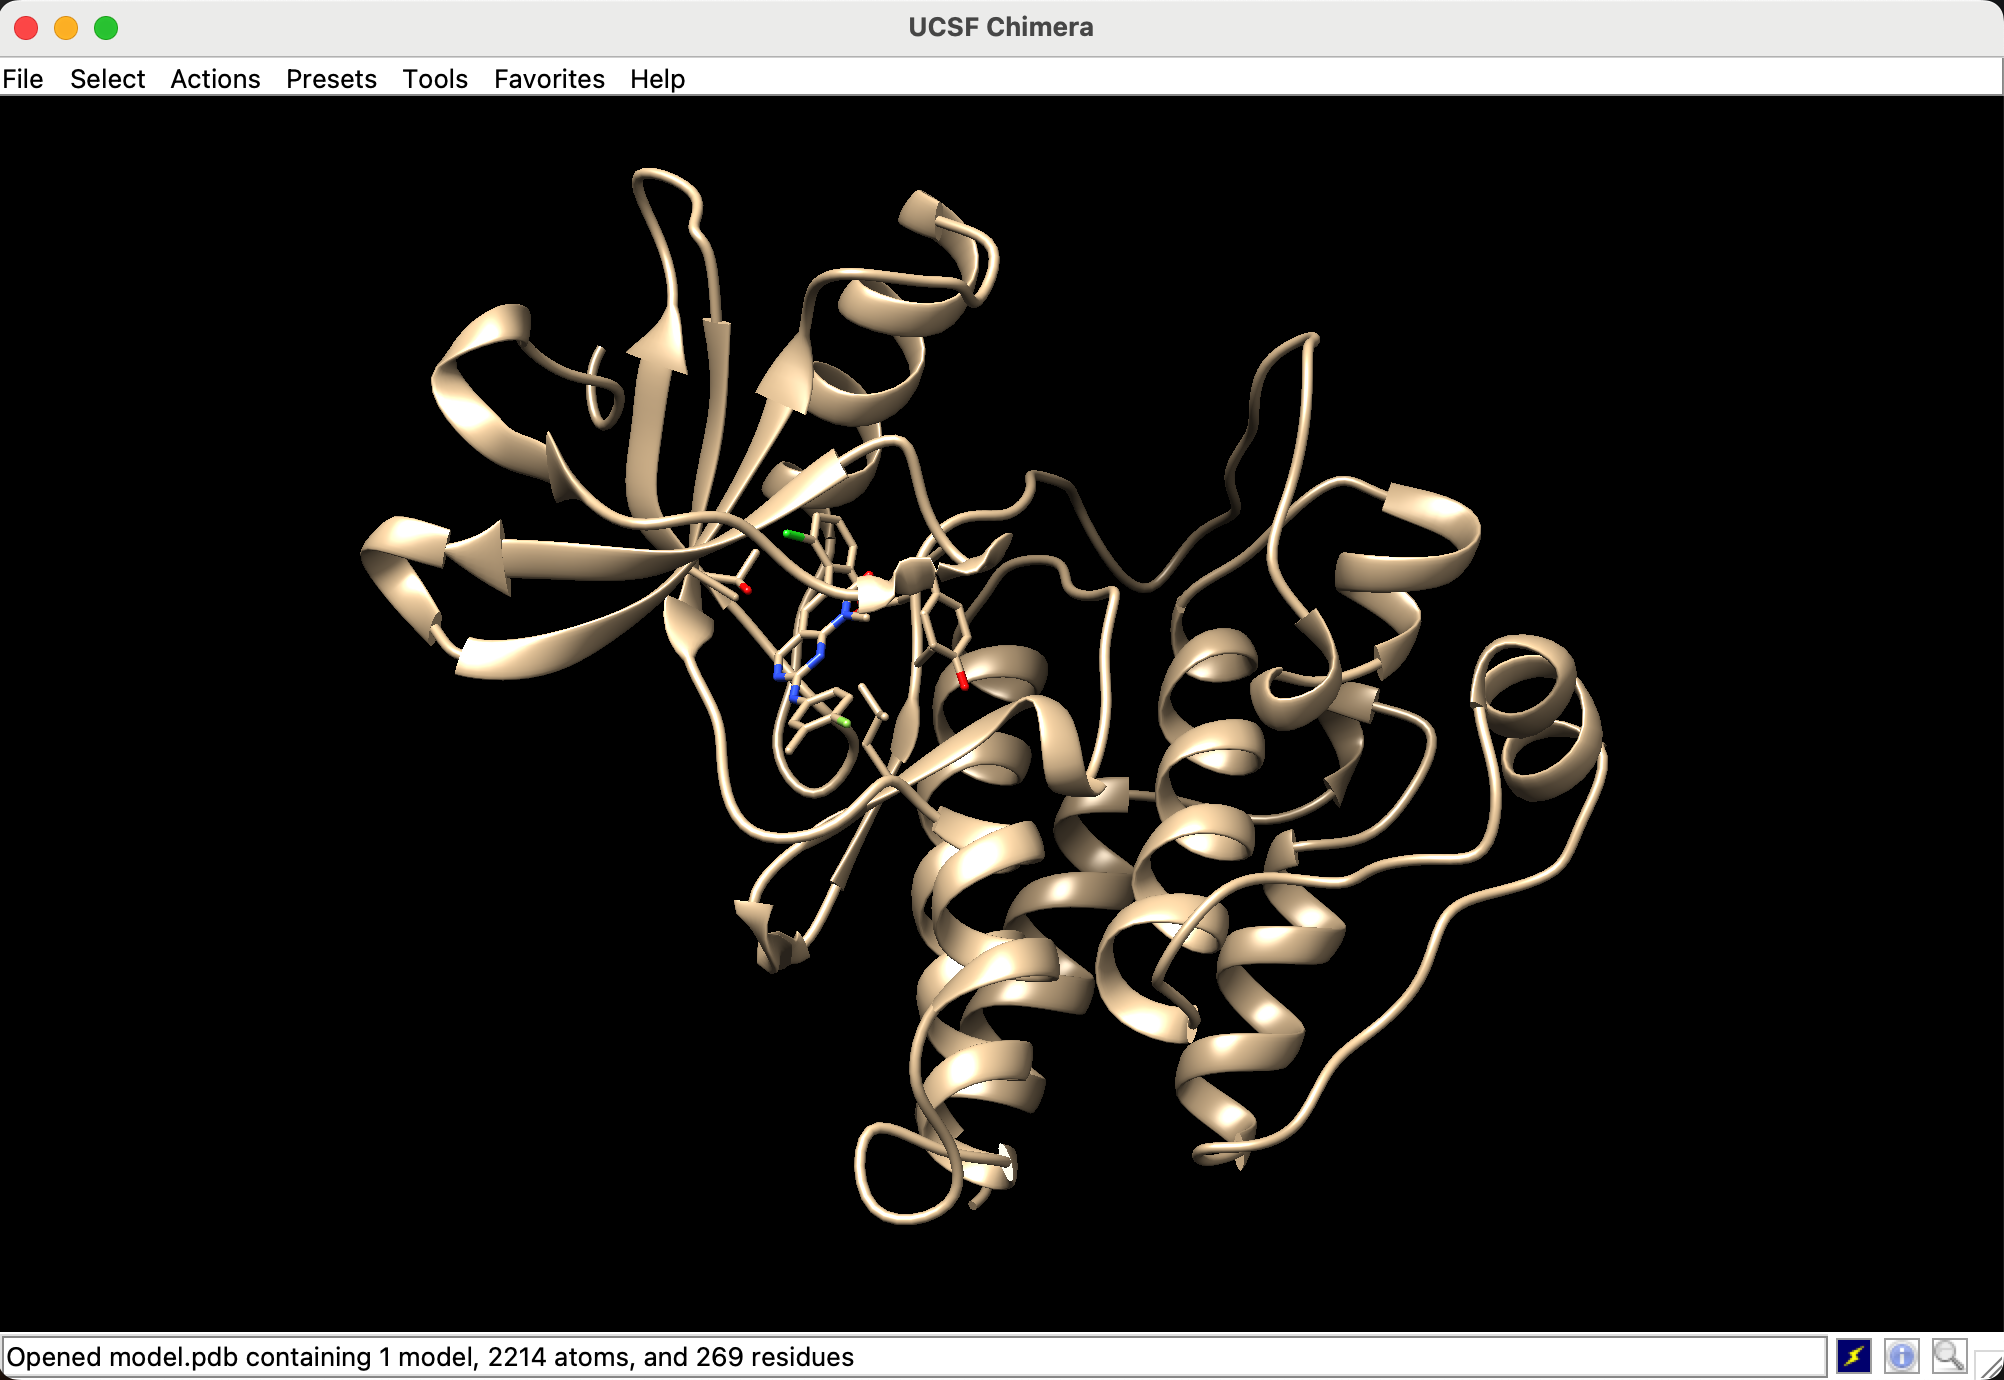 UCSF Chimera
File Select Actions Presets Tools Favorites Help
Opened model.pdb containing 1 model, 2214 atoms, and 269 residues